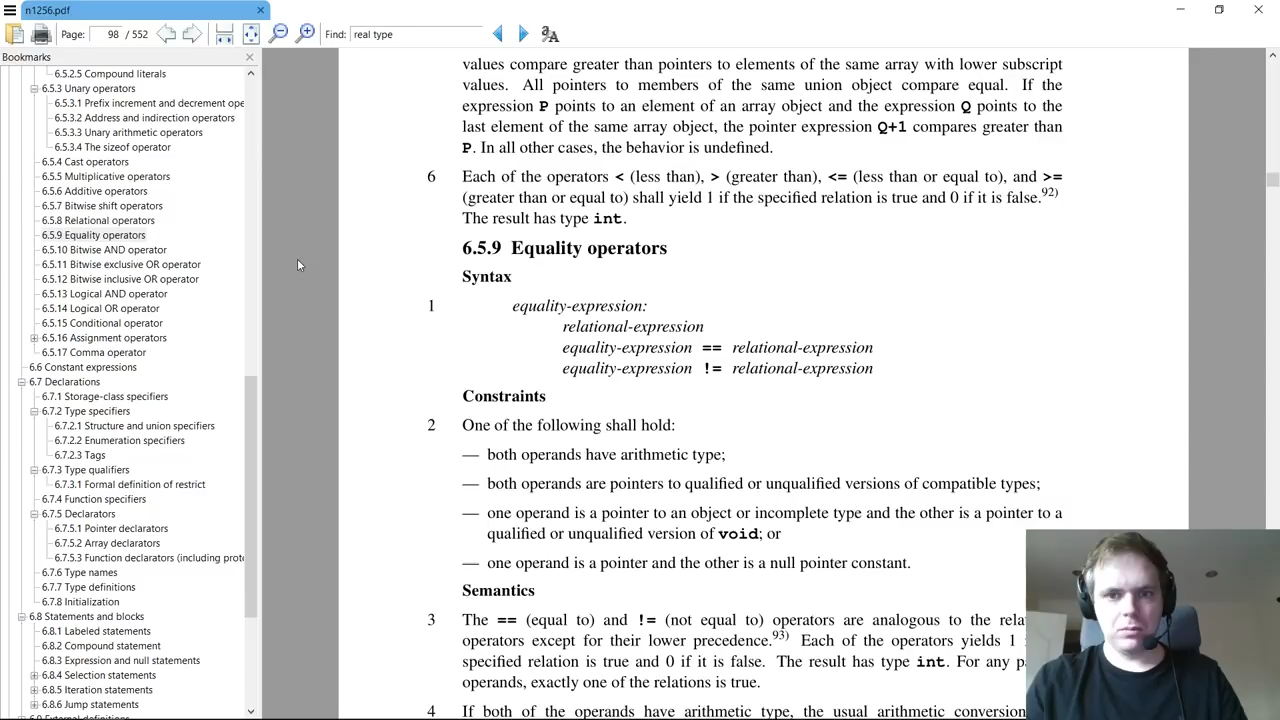 n1256.pdf
Page: 98 / 552 Find: real type
Bookmarks
6.5.2.5 Compound literals
6.5.3 Unary operators
6.5.3.1 Prefix increment and decrement ope
6.5.3.2 Address and indirection operators
6.5.3.3 Unary arithmetic operators
6.5.3.4 The sizeof operator
6.5.4 Cast operators
6.5.5 Multiplicative operators
6.5.6 Additive operators
6.5.7 Bitwise shift operators
6.5.8 Relational operators
6.5.9 Equality operators
6.5.10 Bitwise AND operator
6.5.11 Bitwise exclusive OR operator
6.5.12 Bitwise inclusive OR operator
6.5.13 Logical AND operator
6.5.14 Logical OR operator
6.5.15 Conditional operator
6.5.16 Assignment operators
6.5.17 Comma operator
6.6 Constant expressions
6.7 Declarations
6.7.1 Storage-class specifiers
6.7.2 Type specifiers
6.7.2.1 Structure and union specifiers
6.7.2.2 Enumeration specifiers
6.7.2.3 Tags
6.7.3 Type qualifiers
6.7.3.1 Formal definition of restrict
6.7.4 Function specifiers
6.7.5 Declarators
6.7.5.1 Pointer declarators
6.7.5.2 Array declarators
6.7.5.3 Function declarators (including proto
6.7.6 Type names
6.7.7 Type definitions
6.7.8 Initialization
6.8 Statements and blocks
6.8.1 Labeled statements
6.8.2 Compound statement
6.8.3 Expression and null statements
6.8.4 Selection statements
6.8.5 Iteration statements
6.8.6 Jump statements
values compare greater than pointers to elements of the same array with lower subscript
values. All pointers to members of the same union object compare equal. If the
expression P points to an element of an array object and the expression Q points to the
last element of the same array object, the pointer expression Q+1 compares greater than
P. In all other cases, the behavior is undefined.
6 Each of the operators < (less than), > (greater than), <= (less than or equal to), and >=
(greater than or equal to) shall yield 1 if the specified relation is true and 0 if it is false.92)
The result has type int.
6.5.9 Equality operators
Syntax
1 equality-expression:
relational-expression
equality-expression == relational-expression
equality-expression != relational-expression
Constraints
2 One of the following shall hold:
— both operands have arithmetic type;
— both operands are pointers to qualified or unqualified versions of compatible types;
— one operand is a pointer to an object or incomplete type and the other is a pointer to a
qualified or unqualified version of void; or
— one operand is a pointer and the other is a null pointer constant.
Semantics
3 The == (equal to) and != (not equal to) operators are analogous to the rela
operators except for their lower precedence.93) Each of the operators yields 1
specified relation is true and 0 if it is false. The result has type int. For any p
operands, exactly one of the relations is true.
4 If both of the operands have arithmetic type, the usual arithmetic conversion